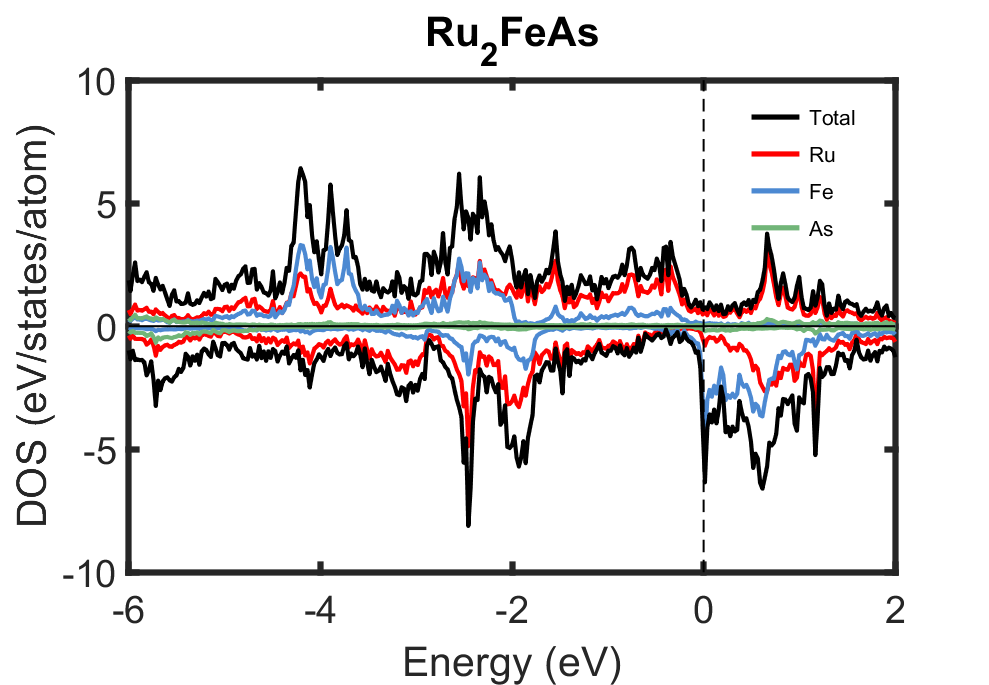 Ru2FeAs
10
5
0
-5
-10
DOS (eV/states/atom)
Total
Ru
Fe
As
-6 -4 -2 0 2
Energy (eV)